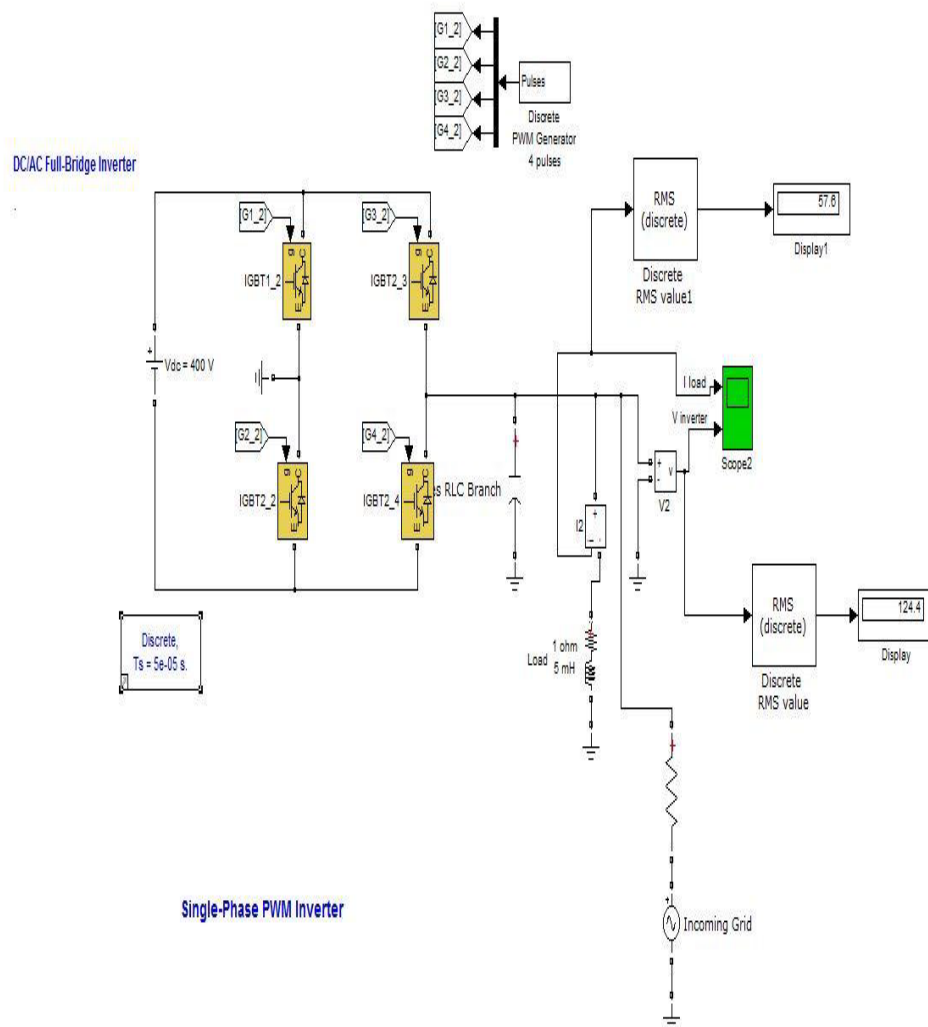 [G1_2]
[G2_2]
[G3_2]
[G4_2]
Pulses
Discrete
PWM Generator
4 pulses
DC/AC Full-Bridge Inverter
RMS
(discrete)
Discrete
RMS value1
57.6
Display1
[G1_2]
[G3_2]
g
C
E
IGBT1_2
g
C
E
IGBT2_3
+
Vdc = 400 V
I load
V inverter
Scope2
[G2_2]
[G4_2]
g
C
E
IGBT2_2
g
C
E
IGBT2_4
es RLC Branch
+
+
-
v
V2
+
-
I2
Load
1 ohm
5 mH
RMS
(discrete)
Discrete
RMS value
124.4
Display
Discrete,
Ts = 5e-05 s.
+
Single-Phase PWM Inverter
+
Incoming Grid